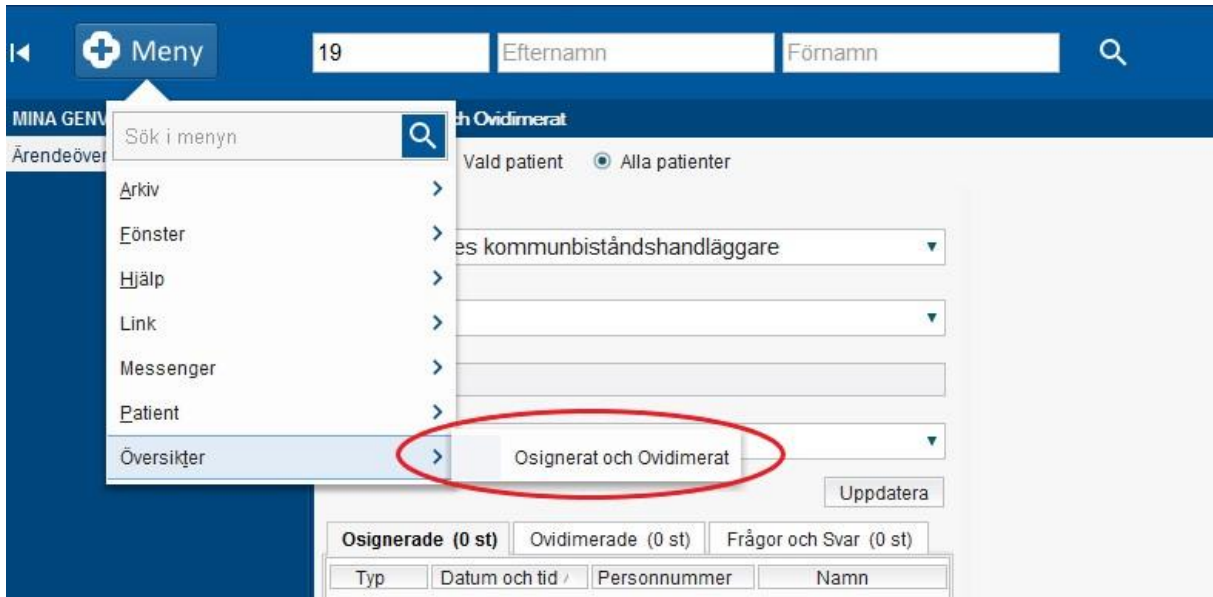 Meny
19 Efternamn Förnamn
MINA GENV ch Ovidimerat
Sök i menyn
Ärendeöver Vald patient Alla patienter
Arkiv
Fönster
es kommunbiståndshandläggare
Hjälp
Link
Messenger
Patient
Översikter Osignerat och Ovidimerat
Uppdatera
Osignerade (0 st) Ovidimerade (0 st) Frågor och Svar (0 st)
Typ Datum och tid Personnummer Namn